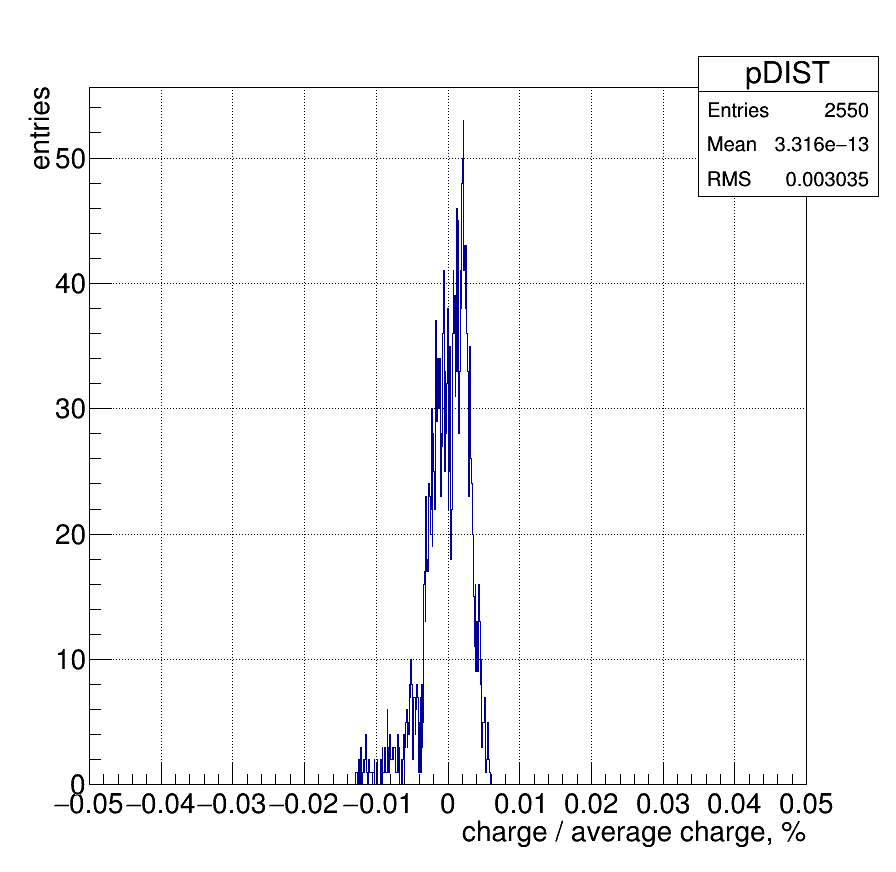 pDIST
Entries 2550
Mean 3.316e−13
RMS 0.003035
entries
50
40
30
20
10
0
−0.05 −0.04 −0.03 −0.02 −0.01 0 0.01 0.02 0.03 0.04 0.05
charge / average charge, %